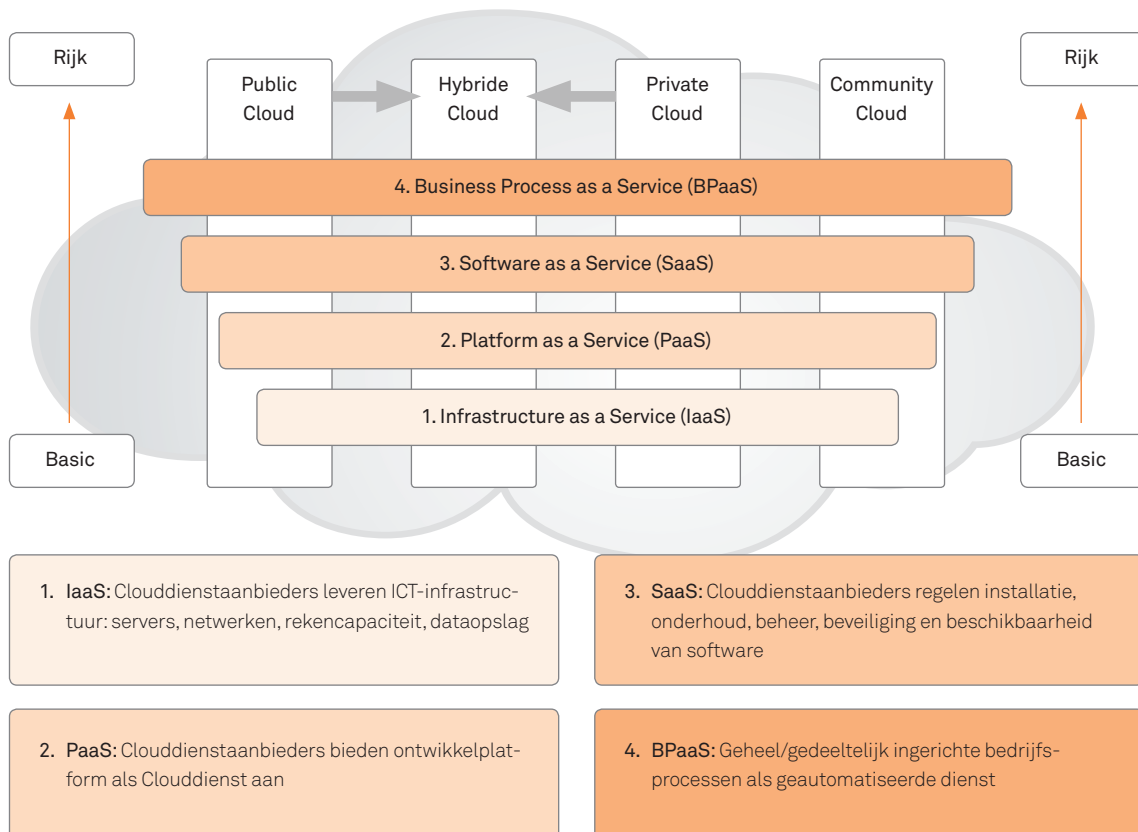 Rijk
Rijk
Public
Cloud
Hybride
Cloud
Private
Cloud
Community
Cloud
4. Business Process as a Service (BPaaS)
3. Software as a Service (SaaS)
2. Platform as a Service (PaaS)
1. Infrastructure as a Service (IaaS)
Basic
Basic
1. IaaS: Clouddienstaanbieders leveren ICT-infrastruc-
tuur: servers, netwerken, rekencapaciteit, dataopslag
2. PaaS: Clouddienstaanbieders bieden ontwikkelplat-
form als Clouddienst aan
3. SaaS: Clouddienstaanbieders regelen installatie,
onderhoud, beheer, beveiliging en beschikbaarheid
van software
4. BPaaS: Geheel/gedeeltelijk ingerichte bedrijfs-
processen als geautomatiseerde dienst